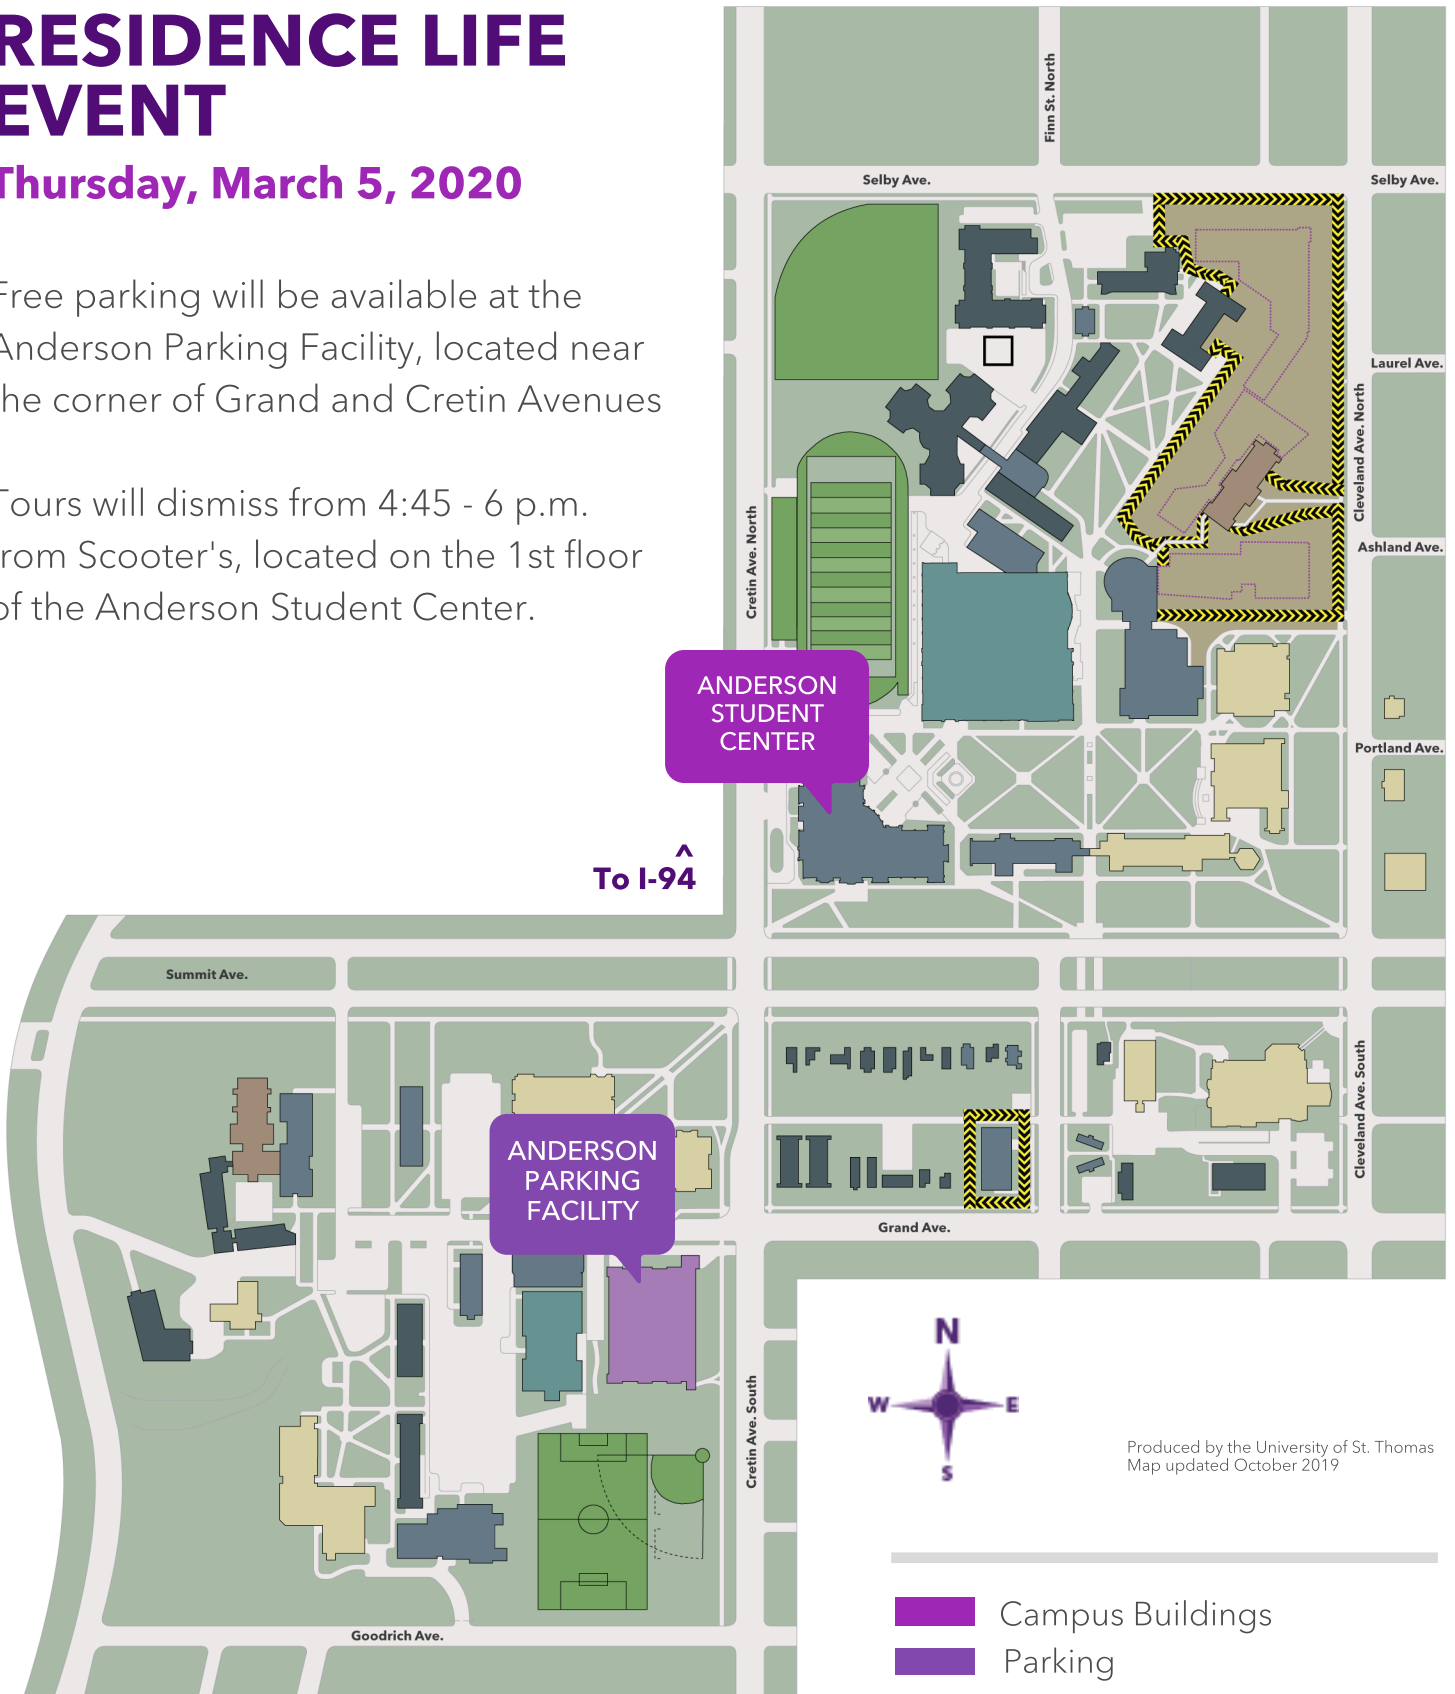 RESIDENCE LIFE
EVENT
Thursday, March 5, 2020
Free parking will be available at the
Anderson Parking Facility, located near
the corner of Grand and Cretin Avenues
Tours will dismiss from 4:45 - 6 p.m.
from Scooter's, located on the 1st floor
of the Anderson Student Center.
^
To I-94
Finn St. North
Selby Ave.
Selby Ave.
Laurel Ave.
Cleveland Ave. North
Cretin Ave. North
Ashland Ave.
ANDERSON
STUDENT
CENTER
Portland Ave.
Summit Ave.
Cleveland Ave. South
ANDERSON
PARKING
FACILITY
Grand Ave.
N
W
E
S
Cretin Ave. South
Produced by the University of St. Thomas
Map updated October 2019
Goodrich Ave.
Campus Buildings
Parking